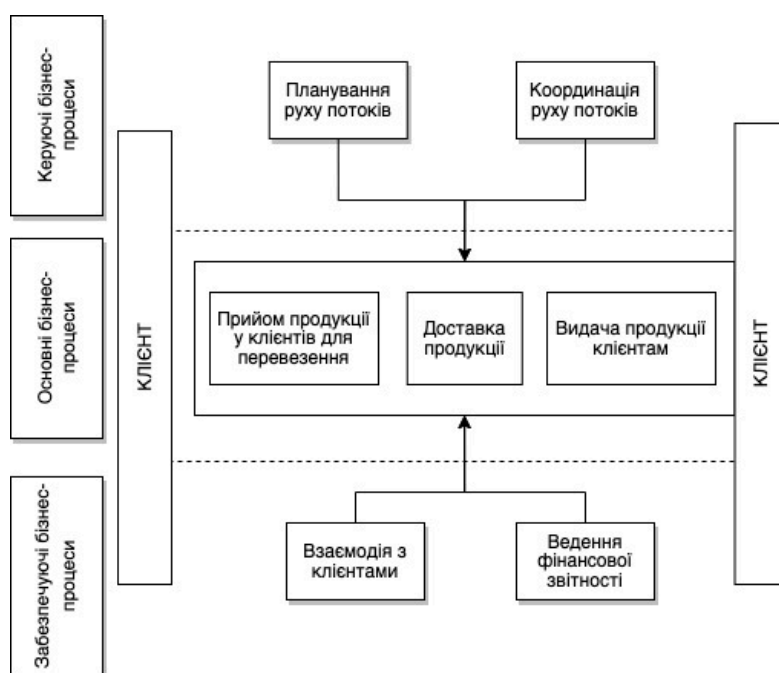 Керуючі бізнес-
процеси
Планування
руху потоків
Координація
руху потоків
Основні бізнес-
процеси
КЛІЄНТ
Прийом продукції
у клієнтів для
перевезення
Доставка
продукції
Видача продукції
клієнтам
КЛІЄНТ
Забезпечуючі бізнес-
процеси
Взаємодія з
клієнтами
Ведення
фінансової
звітності